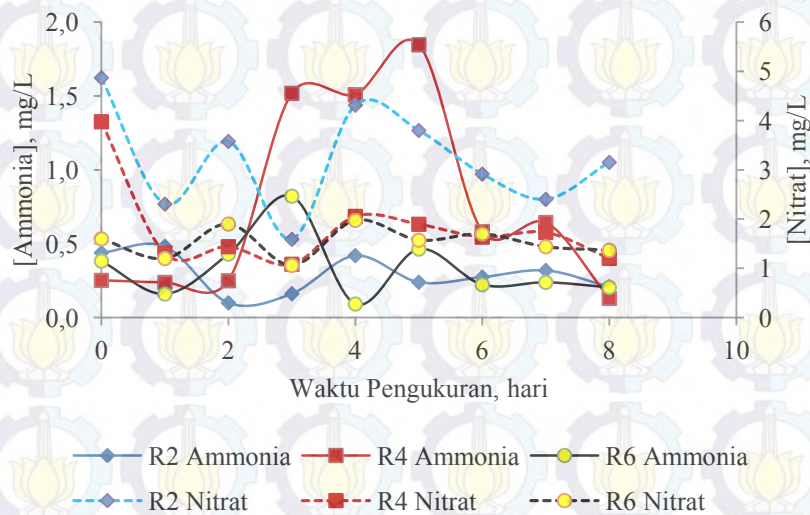 2,0
1,5
1,0
0,5
0,0
[Ammonia], mg/L
6
5
4
3
2
1
0
[Nitrat], mg/L
0 2 4 6 8 10
Waktu Pengukuran, hari
R2 Ammonia R4 Ammonia R6 Ammonia
R2 Nitrat R4 Nitrat R6 Nitrat